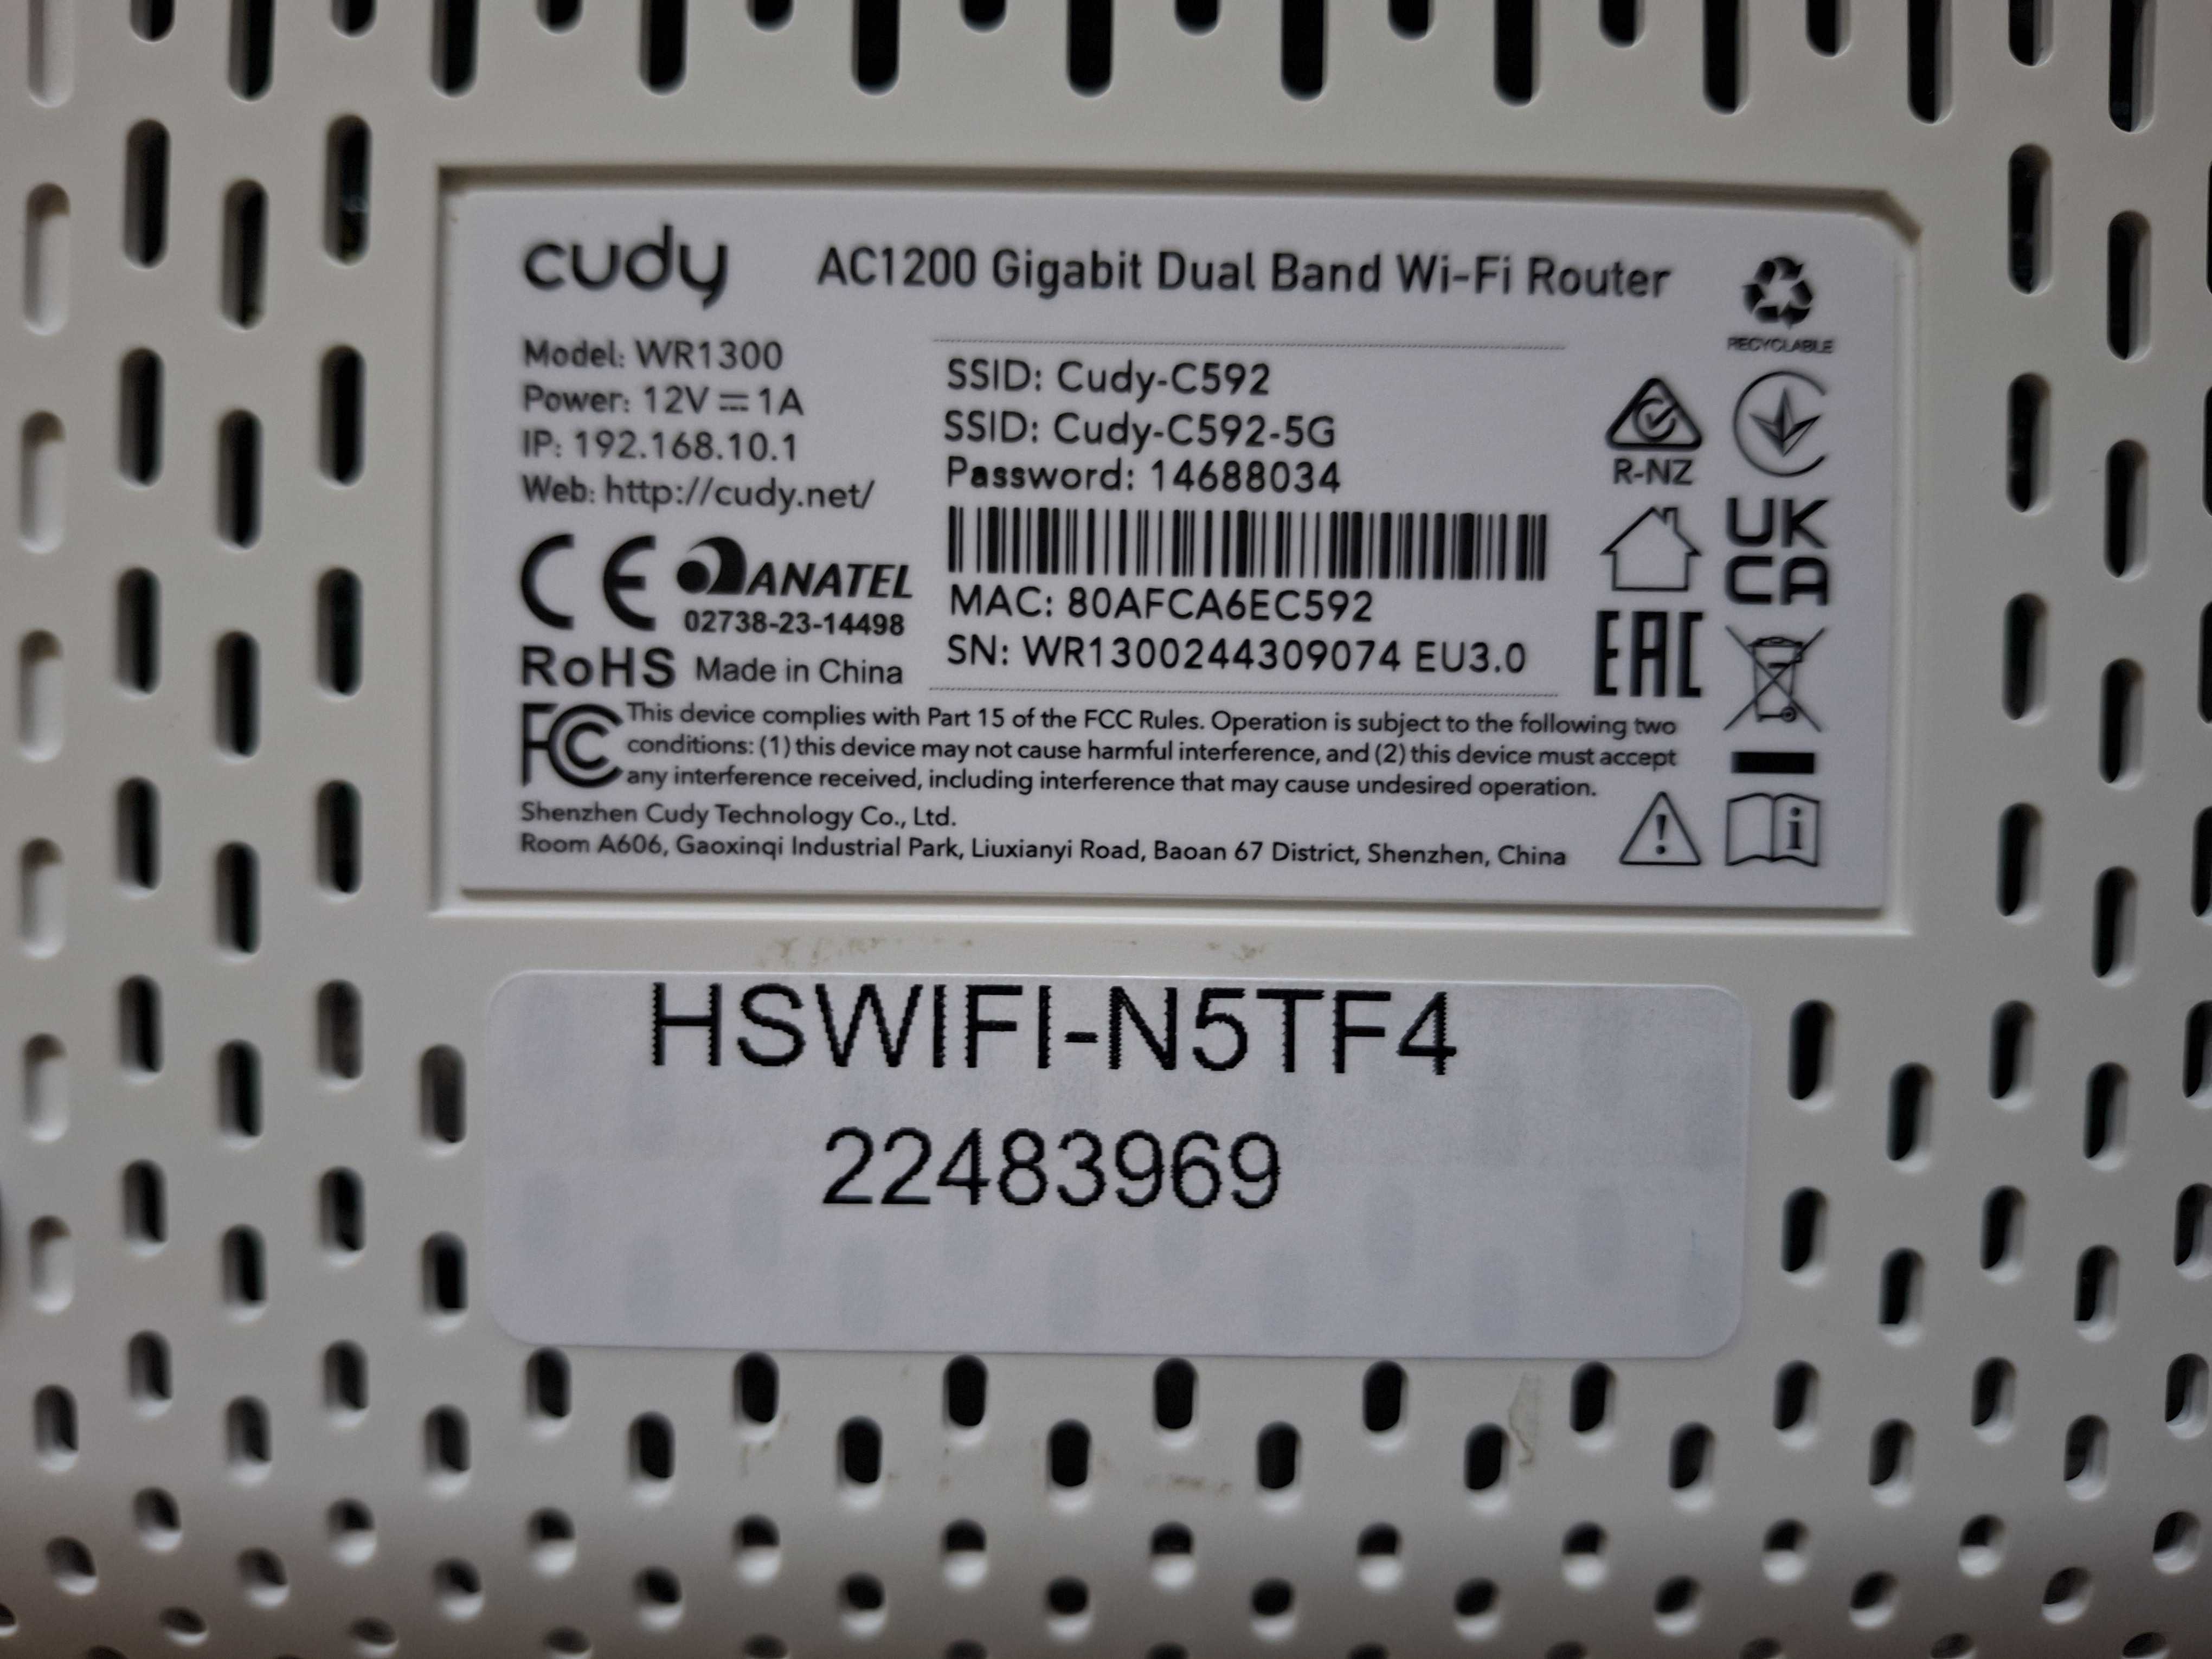 cudy AC1200 Gigabit Dual Band Wi-Fi Router
RECYCLABLE
Model: WR1300
Power: 12V ⎓ 1A
IP: 192.168.10.1
Web: http://cudy.net/
SSID: Cudy-C592
SSID: Cudy-C592-5G
Password: 14688034
MAC: 80AFCA6EC592
SN: WR1300244309074 EU3.0
R-NZ
UK
CA
EAC
CE ANATEL
02738-23-14498
RoHS Made in China
FC This device complies with Part 15 of the FCC Rules. Operation is subject to the following two
conditions: (1) this device may not cause harmful interference, and (2) this device must accept
any interference received, including interference that may cause undesired operation.
Shenzhen Cudy Technology Co., Ltd.
Room A606, Gaoxinqi Industrial Park, Liuxianyi Road, Baoan 67 District, Shenzhen, China
HSWIFI-N5TF4
22483969